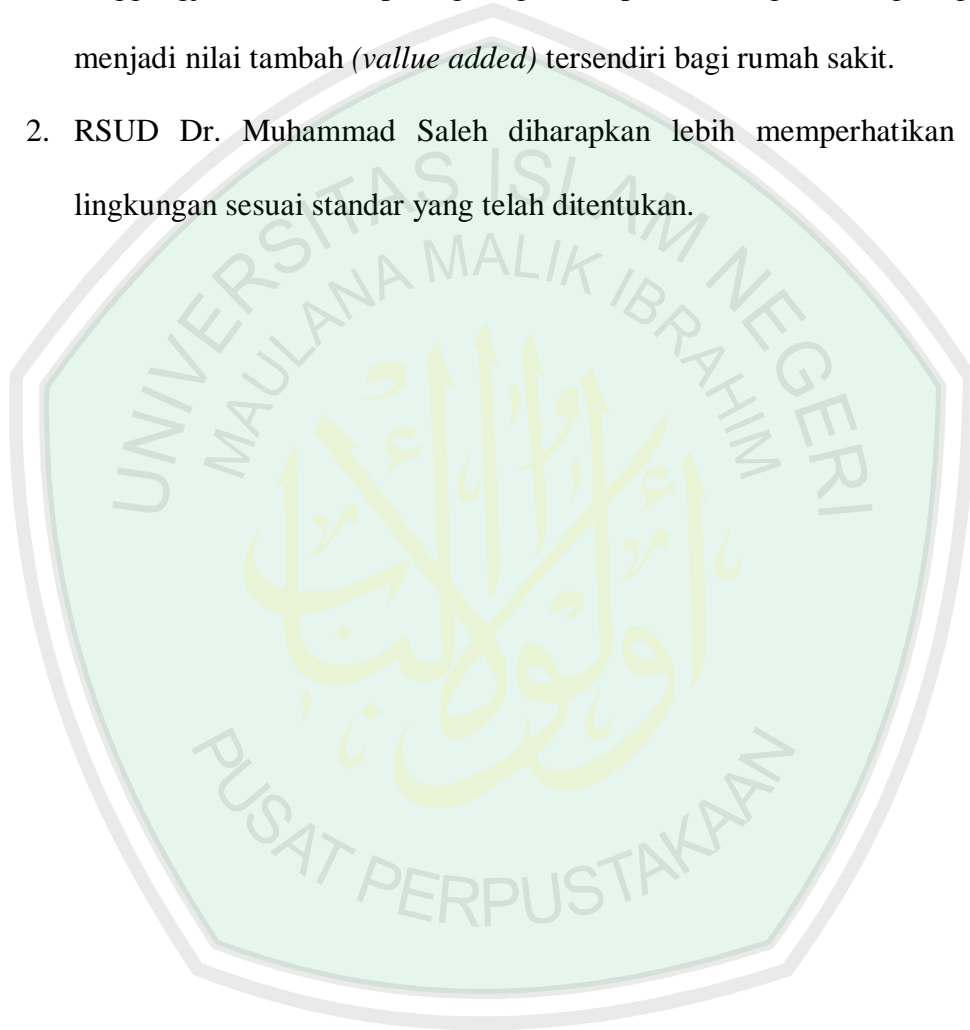 menjadi nilai tambah (vallue added) tersendiri bagi rumah sakit.
2. RSUD Dr. Muhammad Saleh diharapkan lebih memperhatikan
lingkungan sesuai standar yang telah ditentukan.
UNIVERSITAS ISLAM NEGERI
MAULANA MALIK IBRAHIM
PUSAT PERPUSTAKAAN